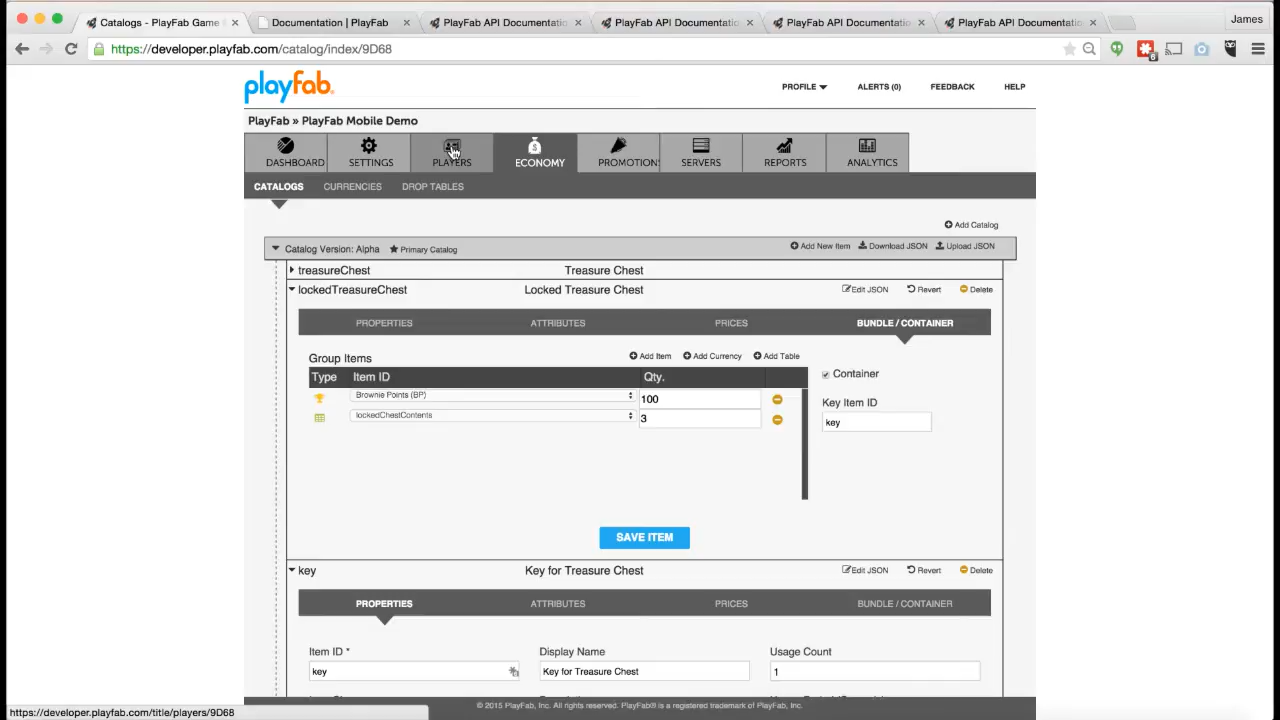 Catalogs - PlayFab Game
Documentation | PlayFab
PlayFab API Documentatio
PlayFab API Documentatio
PlayFab API Documentatio
PlayFab API Documentatio
James
https://developer.playfab.com/catalog/index/9D68
6
playfab.
PROFILE
ALERTS (0)
FEEDBACK
HELP
PlayFab » PlayFab Mobile Demo
DASHBOARD
SETTINGS
PLAYERS
ECONOMY
PROMOTIONS
SERVERS
REPORTS
ANALYTICS
CATALOGS
CURRENCIES
DROP TABLES
Add Catalog
Catalog Version: Alpha
Primary Catalog
Add New Item
Download JSON
Upload JSON
treasureChest
Treasure Chest
lockedTreasureChest
Locked Treasure Chest
Edit JSON
Revert
Delete
PROPERTIES
ATTRIBUTES
PRICES
BUNDLE / CONTAINER
Group Items
Add Item
Add Currency
Add Table
Type
Item ID
Qty.
Brownie Points (BP)
100
lockedChestContents
3
Container
Key Item ID
key
SAVE ITEM
key
Key for Treasure Chest
Edit JSON
Revert
Delete
PROPERTIES
ATTRIBUTES
PRICES
BUNDLE / CONTAINER
Item ID *
Display Name
Usage Count
key
Key for Treasure Chest
1
https://developer.playfab.com/title/players/9D68
© 2015 PlayFab, Inc. All rights reserved. PlayFab® is a registered trademark of PlayFab, Inc.